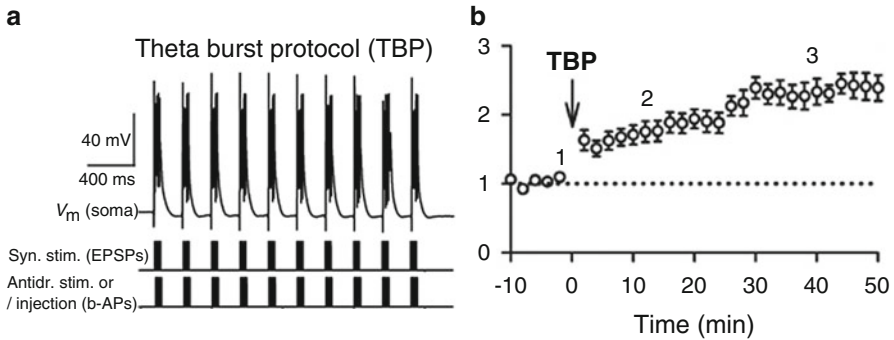 a
Theta burst protocol (TBP)
40 mV
400 ms
Vm (soma)
Syn. stim. (EPSPs)
Antidr. stim. or
/ injection (b-APs)
b
3
2
1
0
TBP
1
2
3
-10
0
10
20
30
40
50
Time (min)